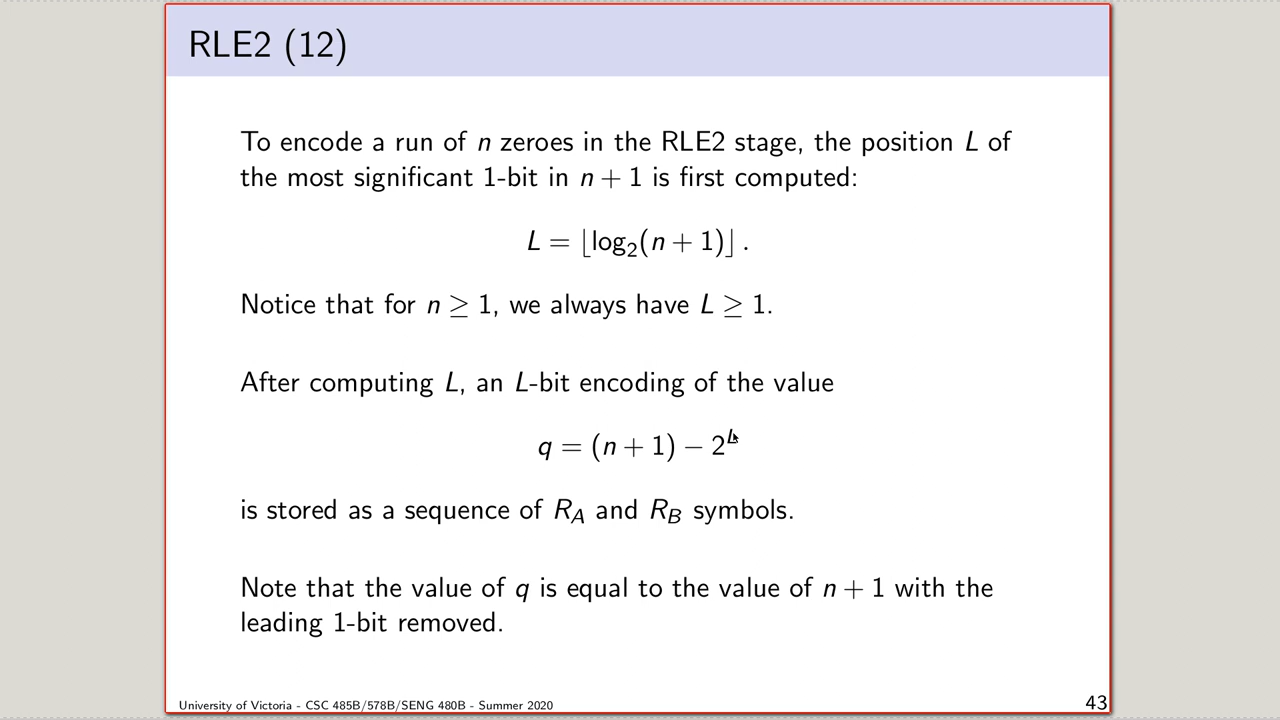 RLE2 (12)
To encode a run of n zeroes in the RLE2 stage, the position L of
the most significant 1-bit in n + 1 is first computed:
L = ⌊log₂(n + 1)⌋ .
Notice that for n ≥ 1, we always have L ≥ 1.
After computing L, an L-bit encoding of the value
q = (n + 1) − 2ᴸ
is stored as a sequence of R_A and R_B symbols.
Note that the value of q is equal to the value of n + 1 with the
leading 1-bit removed.
University of Victoria - CSC 485B/578B/SENG 480B - Summer 2020
43